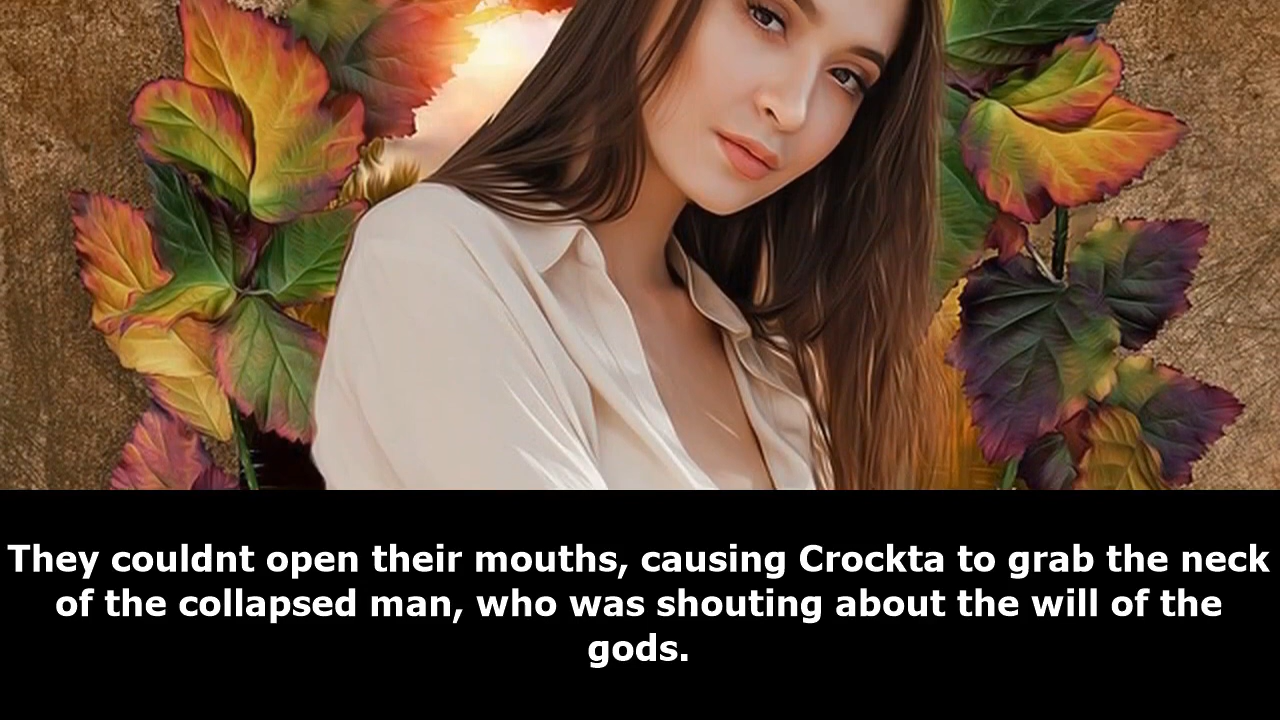 They couldnt open their mouths, causing Crockta to grab the neck
of the collapsed man, who was shouting about the will of the
gods.